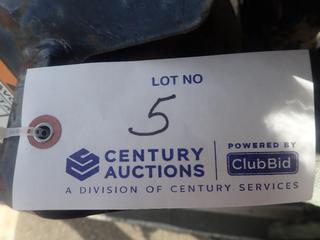 LOT NO
5
CENTURY AUCTIONS
POWERED BY
ClubBid
A DIVISION OF CENTURY SERVICES